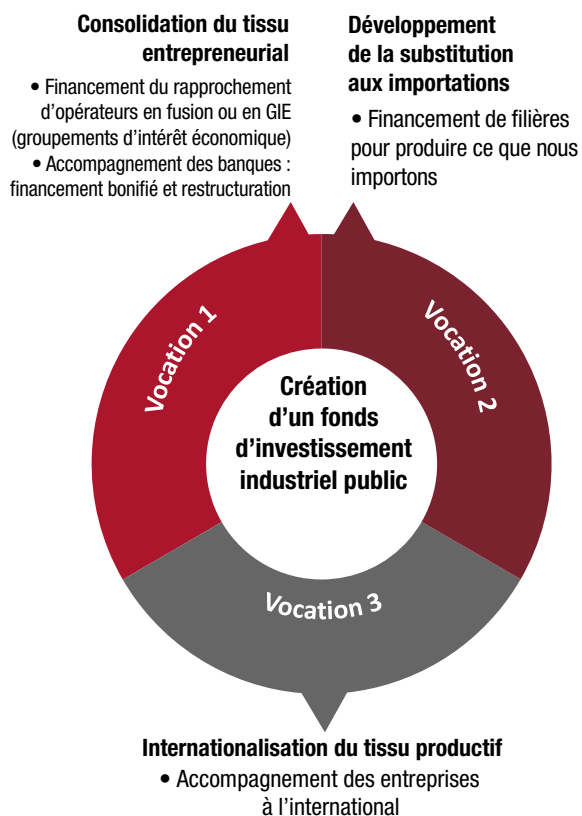 Consolidation du tissu
entrepreneurial
• Financement du rapprochement
d'opérateurs en fusion ou en GIE
(groupements d'intérêt économique)
• Accompagnement des banques :
financement bonifié et restructuration
Développement
de la substitution
aux importations
• Financement de filières
pour produire ce que nous
importons
Vocation 1
Vocation 2
Création
d'un fonds
d'investissement
industriel public
Vocation 3
Internationalisation du tissu productif
• Accompagnement des entreprises
à l'international